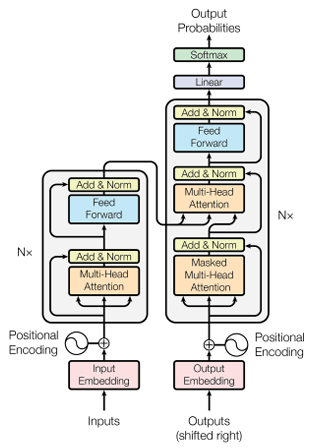 Output
Probabilities
Softmax
Linear
Add & Norm
Feed
Forward
Add & Norm
Multi-Head
Attention
Add & Norm
Masked
Multi-Head
Attention
N×
Positional
Encoding
Output
Embedding
Outputs
(shifted right)
Add & Norm
Feed
Forward
Add & Norm
Multi-Head
Attention
N×
Positional
Encoding
Input
Embedding
Inputs